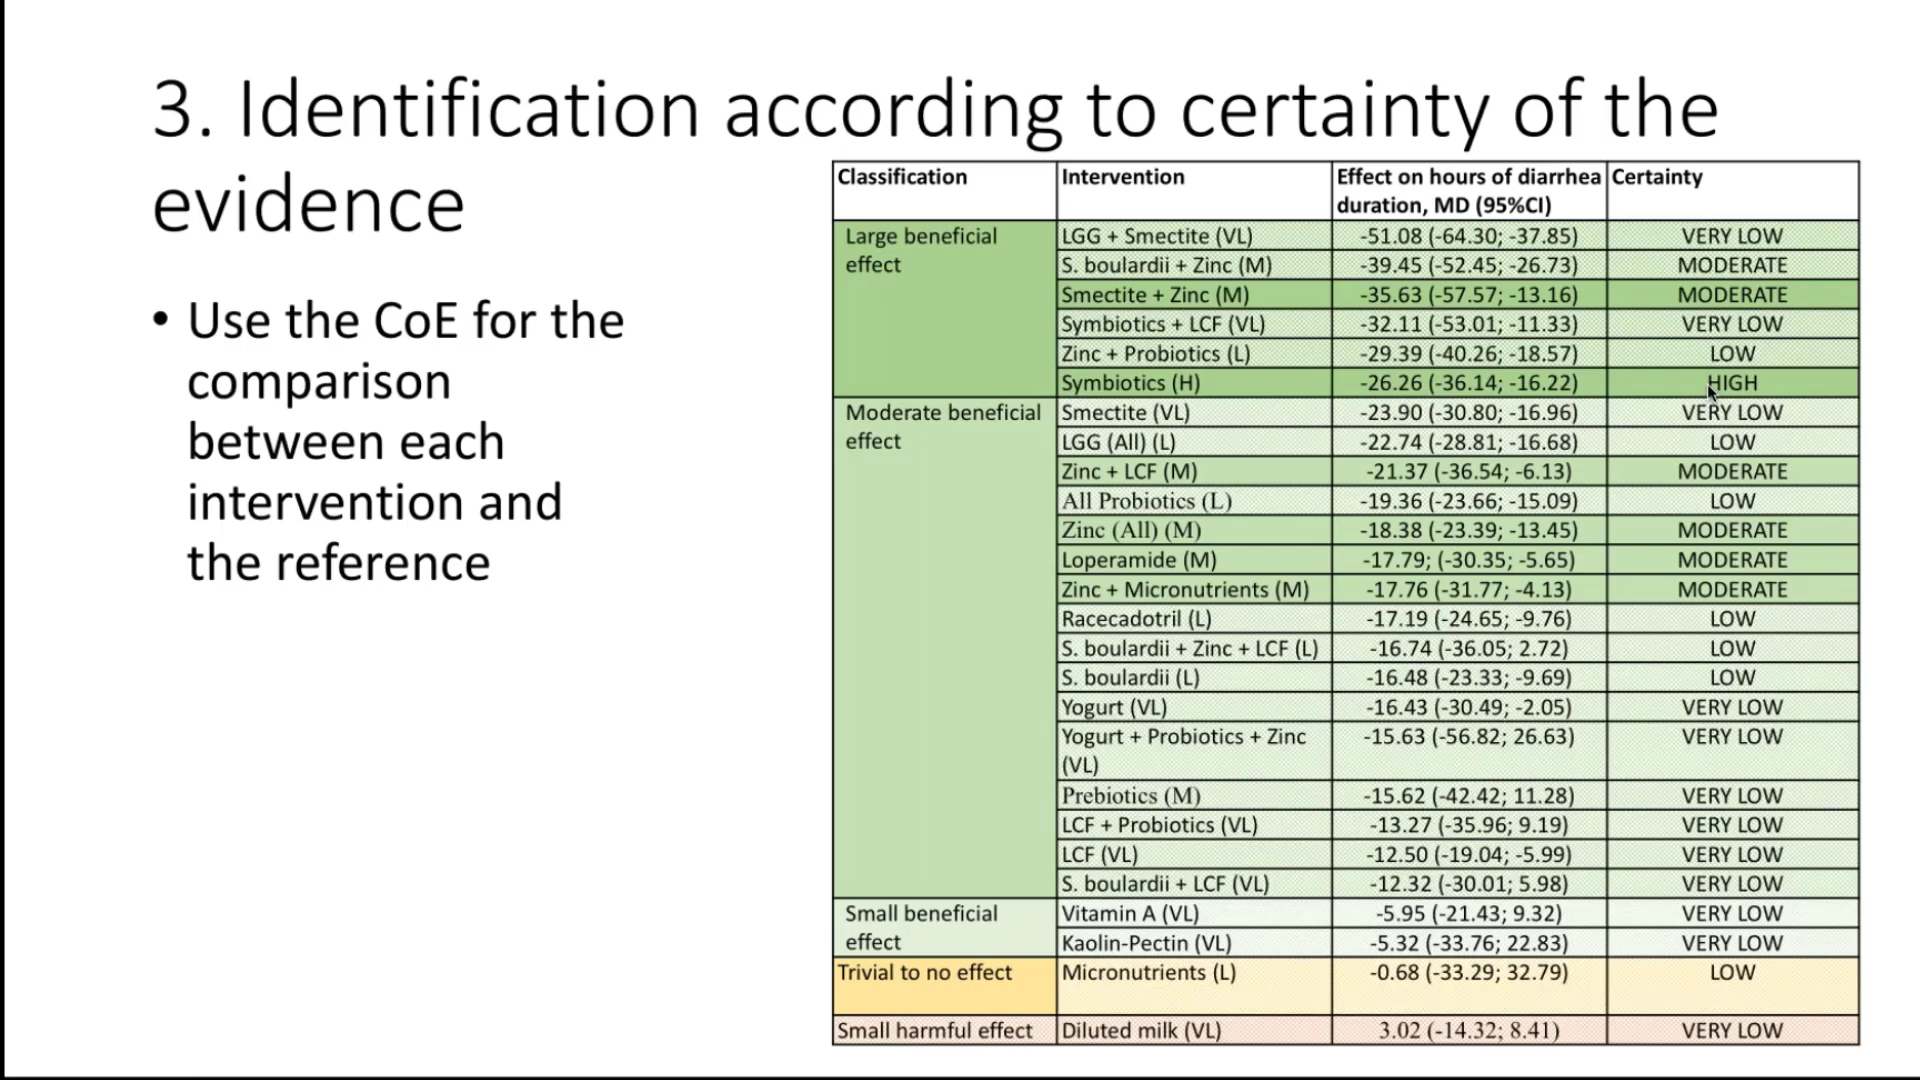 3. Identification according to certainty of the
evidence
• Use the CoE for the
comparison
between each
intervention and
the reference
Classification Intervention Effect on hours of diarrhea Certainty
duration, MD (95%CI)
Large beneficial LGG + Smectite (VL) -51.08 (-64.30; -37.85) VERY LOW
effect S. boulardii + Zinc (M) -39.45 (-52.45; -26.73) MODERATE
Smectite + Zinc (M) -35.63 (-57.57; -13.16) MODERATE
Symbiotics + LCF (VL) -32.11 (-53.01; -11.33) VERY LOW
Zinc + Probiotics (L) -29.39 (-40.26; -18.57) LOW
Symbiotics (H) -26.26 (-36.14; -16.22) HIGH
Moderate beneficial Smectite (VL) -23.90 (-30.80; -16.96) VERY LOW
effect LGG (All) (L) -22.74 (-28.81; -16.68) LOW
Zinc + LCF (M) -21.37 (-36.54; -6.13) MODERATE
All Probiotics (L) -19.36 (-23.66; -15.09) LOW
Zinc (All) (M) -18.38 (-23.39; -13.45) MODERATE
Loperamide (M) -17.79; (-30.35; -5.65) MODERATE
Zinc + Micronutrients (M) -17.76 (-31.77; -4.13) MODERATE
Racecadotril (L) -17.19 (-24.65; -9.76) LOW
S. boulardii + Zinc + LCF (L) -16.74 (-36.05; 2.72) LOW
S. boulardii (L) -16.48 (-23.33; -9.69) LOW
Yogurt (VL) -16.43 (-30.49; -2.05) VERY LOW
Yogurt + Probiotics + Zinc -15.63 (-56.82; 26.63) VERY LOW
(VL)
Prebiotics (M) -15.62 (-42.42; 11.28) VERY LOW
LCF + Probiotics (VL) -13.27 (-35.96; 9.19) VERY LOW
LCF (VL) -12.50 (-19.04; -5.99) VERY LOW
S. boulardii + LCF (VL) -12.32 (-30.01; 5.98) VERY LOW
Small beneficial Vitamin A (VL) -5.95 (-21.43; 9.32) VERY LOW
effect Kaolin-Pectin (VL) -5.32 (-33.76; 22.83) VERY LOW
Trivial to no effect Micronutrients (L) -0.68 (-33.29; 32.79) LOW
Small harmful effect Diluted milk (VL) 3.02 (-14.32; 8.41) VERY LOW